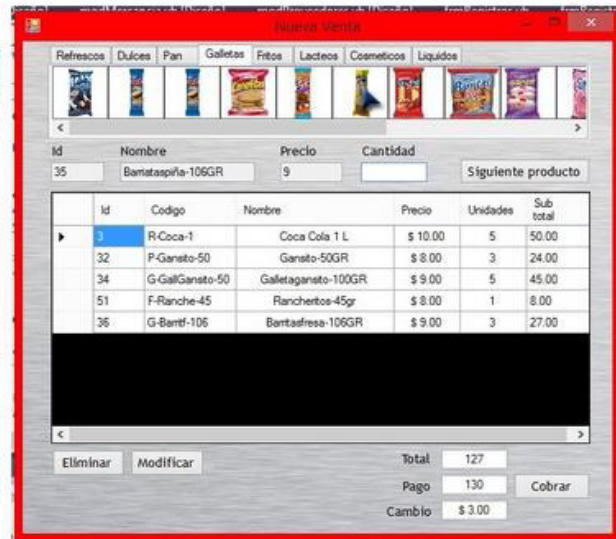 Nueva Venta
Refrescos Dulces Pan Galletas Fritos Lacteos Cosmeticos Liquidos
Id Nombre Precio Cantidad
35 Barritaspiña-106GR 9 Siguiente producto
Id Codigo Nombre Precio Unidades Sub total
3 R-Coca-1 Coca Cola 1 L $ 10.00 5 50.00
32 P-Gansito-50 Gansito-50GR $ 8.00 3 24.00
34 G-GallGansito-50 Galletagansito-100GR $ 9.00 5 45.00
51 F-Ranche-45 Rancheritos-45gr $ 8.00 1 8.00
36 G-Barritf-106 Barritasfresa-106GR $ 9.00 3 27.00
Eliminar Modificar Total 127
Pago 130 Cobrar
Cambio $ 3.00